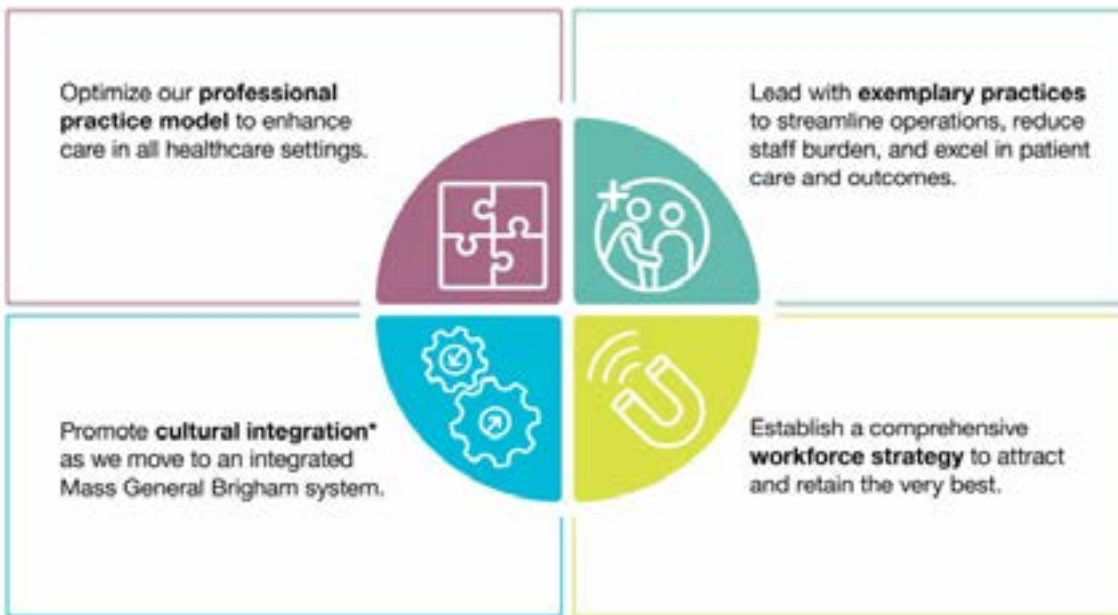 Optimize our professional
practice model to enhance
care in all healthcare settings.
Lead with exemplary practices
to streamline operations, reduce
staff burden, and excel in patient
care and outcomes.
Promote cultural integration*
as we move to an integrated
Mass General Brigham system.
Establish a comprehensive
workforce strategy to attract
and retain the very best.